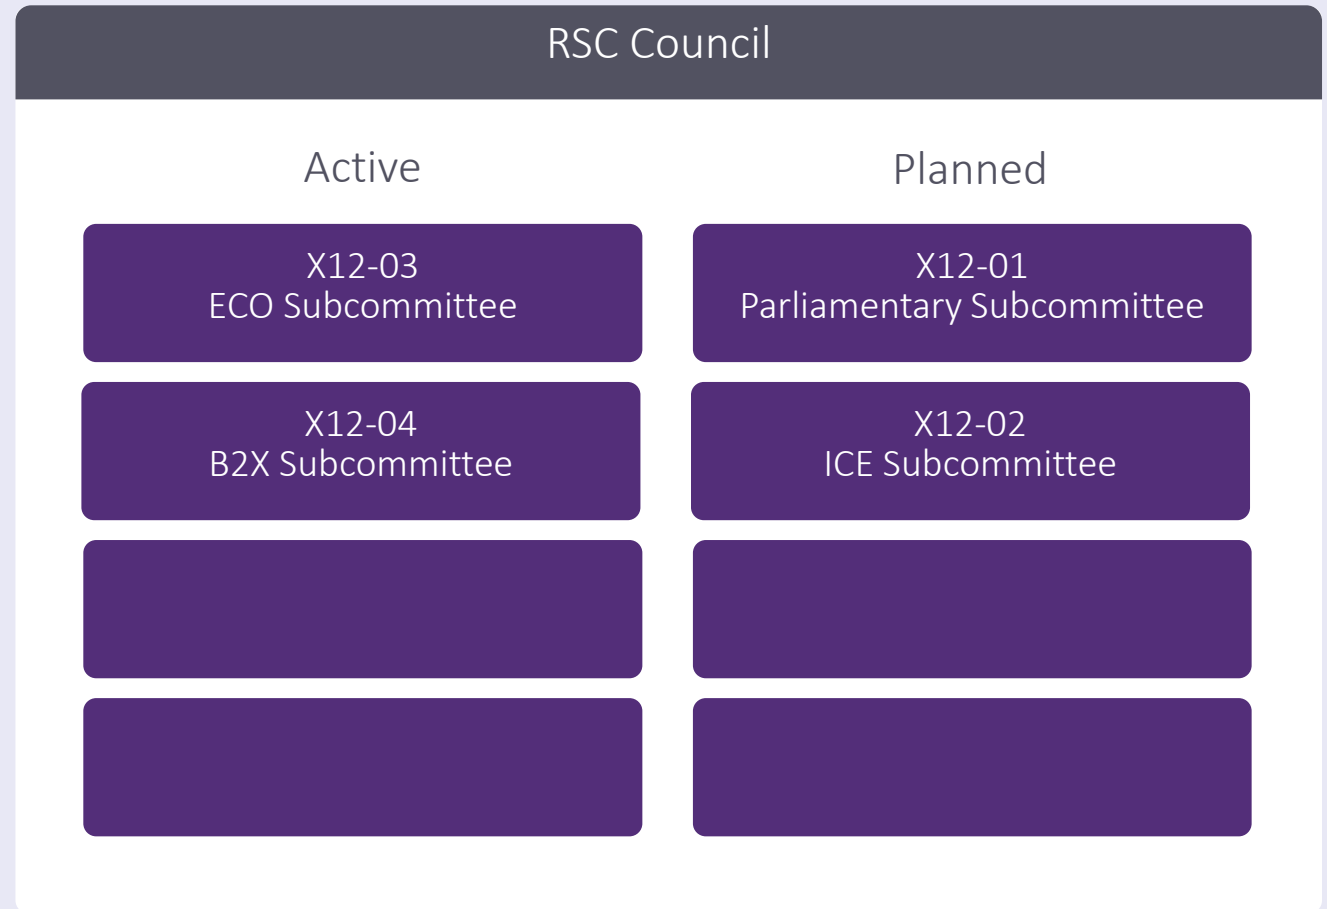 RSC Council
Active
X12-03
ECO Subcommittee
X12-04
B2X Subcommittee
Planned
X12-01
Parliamentary Subcommittee
X12-02
ICE Subcommittee